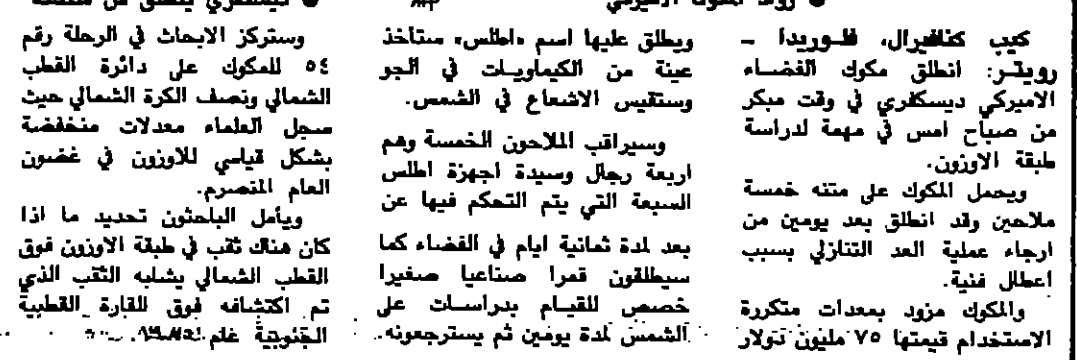 كيب كنافيرال، فلوريدا ـ
رويتر: انطلق مكوك الفضاء
الاميركي ديسكفري في وقت مبكر
من صباح امس في مهمة لدراسة
طبقة الاوزون.
ويحمل المكوك على متنه خمسة
ملاحين وقد انطلق بعد يومين من
ارجاء عملية العد التنازلي بسبب
اعطال فنية.
والمكوك مزود بمعدات متكررة
الاستخدام قيمتها ٧٥ مليون دولار
ويطلق عليها اسم «اطلس» ستأخذ
عينة من الكيماويات في الجو
وستقيس الاشعاع في الشمس.
وسيراقب الملاحون الخمسة وهم
اربعة رجال وسيدة اجهزة اطلس
السبعة التي يتم التحكم فيها عن
بعد لمدة ثمانية ايام في الفضاء كما
سيطلقون قمرا صناعيا صغيرا
خصص للقيام بدراسات على
الشمس لمدة يومين ثم يسترجعونه.
وستركز الابحاث في الرحلة رقم
٥٤ للمكوك على دائرة القطب
الشمالي ونصف الكرة الشمالي حيث
سجل العلماء معدلات منخفضة
بشكل قياسي للاوزون في غضون
العام المنصرم.
ويأمل الباحثون تحديد ما اذا
كان هناك ثقب في طبقة الاوزون فوق
القطب الشمالي يشابه الثقب الذي
تم اكتشافه فوق للقارة القطبية
الجنوبية عام